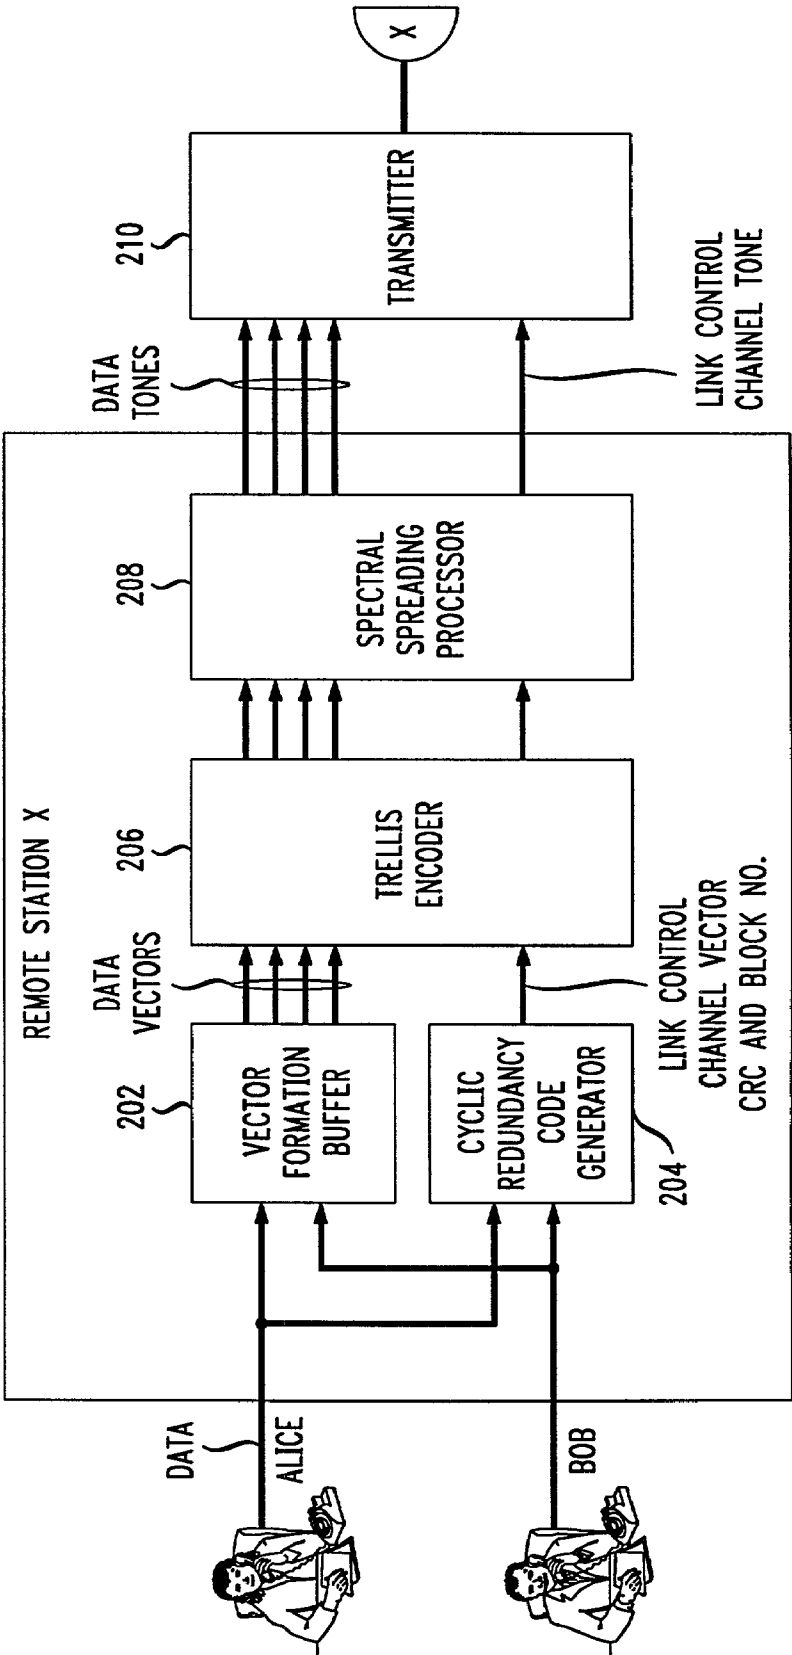 REMOTE STATION X
DATA
ALICE
BOB
202
VECTOR
FORMATION
BUFFER
CYCLIC
REDUNDANCY
CODE
GENERATOR
204
DATA
VECTORS
LINK CONTROL
CHANNEL VECTOR
CRC AND BLOCK NO.
206
TRELLIS
ENCODER
208
SPECTRAL
SPREADING
PROCESSOR
DATA
TONES
LINK CONTROL
CHANNEL TONE
210
TRANSMITTER
X